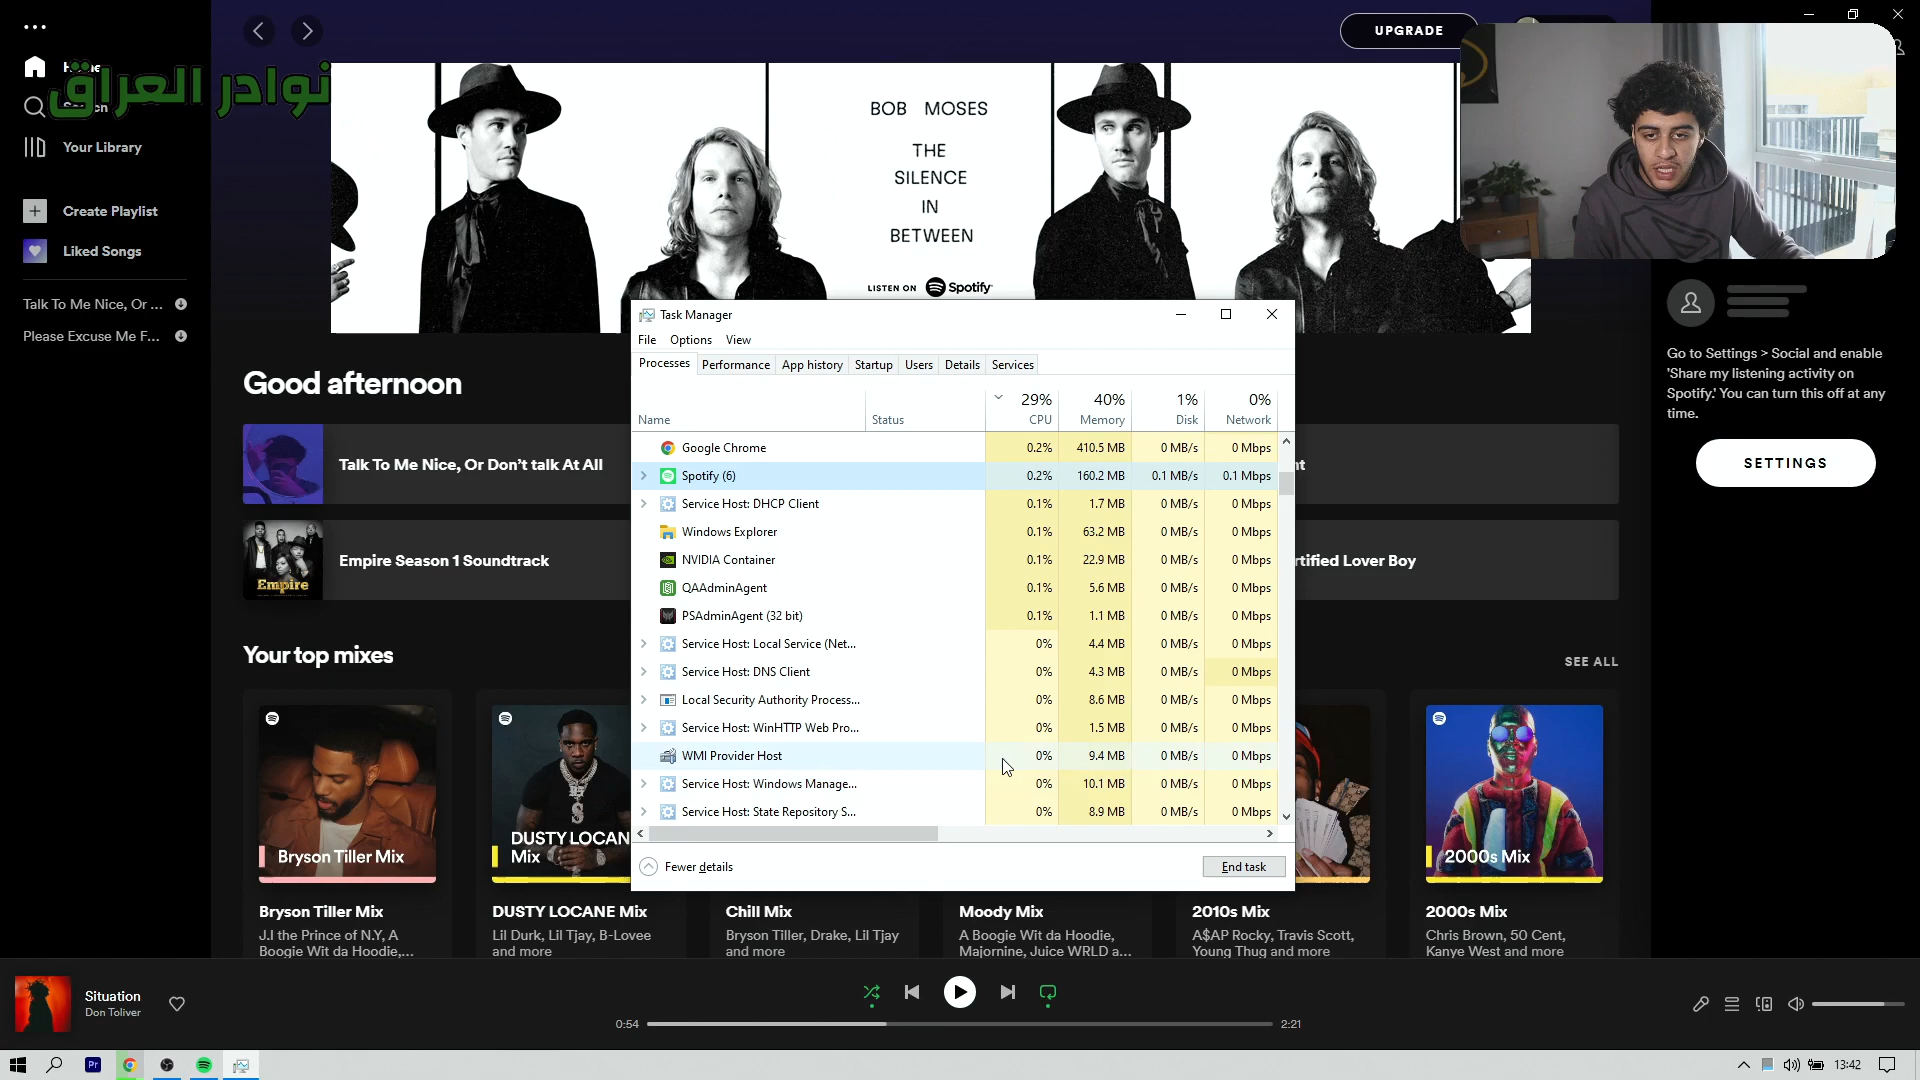 UPGRADE
نوادر العراق
Your Library
Create Playlist
Liked Songs
Talk To Me Nice, Or ...
Please Excuse Me F...
BOB MOSES
THE
SILENCE
IN
BETWEEN
LISTEN ON Spotify
Good afternoon
Talk To Me Nice, Or Don't talk At All
Empire
Empire Season 1 Soundtrack
rtified Lover Boy
Your top mixes
SEE ALL
Bryson Tiller Mix
DUSTY LOCANE
Mix
2000s Mix
Bryson Tiller Mix
J.I the Prince of N.Y, A
Boogie Wit da Hoodie,...
DUSTY LOCANE Mix
Lil Durk, Lil Tjay, B-Lovee
and more
Chill Mix
Bryson Tiller, Drake, Lil Tjay
and more
Moody Mix
A Boogie Wit da Hoodie,
Majornine, Juice WRLD a...
2010s Mix
A$AP Rocky, Travis Scott,
Young Thug and more
2000s Mix
Chris Brown, 50 Cent,
Kanye West and more
Task Manager
File Options View
Processes Performance App history Startup Users Details Services
29% 40% 1% 0%
Name Status CPU Memory Disk Network
Google Chrome 0.2% 410.5 MB 0 MB/s 0 Mbps
Spotify (6) 0.2% 160.2 MB 0.1 MB/s 0.1 Mbps
Service Host: DHCP Client 0.1% 1.7 MB 0 MB/s 0 Mbps
Windows Explorer 0.1% 63.2 MB 0 MB/s 0 Mbps
NVIDIA Container 0.1% 22.9 MB 0 MB/s 0 Mbps
QAAdminAgent 0.1% 5.6 MB 0 MB/s 0 Mbps
PSAdminAgent (32 bit) 0.1% 1.1 MB 0 MB/s 0 Mbps
Service Host: Local Service (Net... 0% 4.4 MB 0 MB/s 0 Mbps
Service Host: DNS Client 0% 4.3 MB 0 MB/s 0 Mbps
Local Security Authority Process... 0% 8.6 MB 0 MB/s 0 Mbps
Service Host: WinHTTP Web Pro... 0% 1.5 MB 0 MB/s 0 Mbps
WMI Provider Host 0% 9.4 MB 0 MB/s 0 Mbps
Service Host: Windows Manage... 0% 10.1 MB 0 MB/s 0 Mbps
Service Host: State Repository S... 0% 8.9 MB 0 MB/s 0 Mbps
Fewer details End task
Go to Settings > Social and enable
'Share my listening activity on
Spotify.' You can turn this off at any
time.
SETTINGS
Situation
Don Toliver
0:54 2:21
Pr
13:42